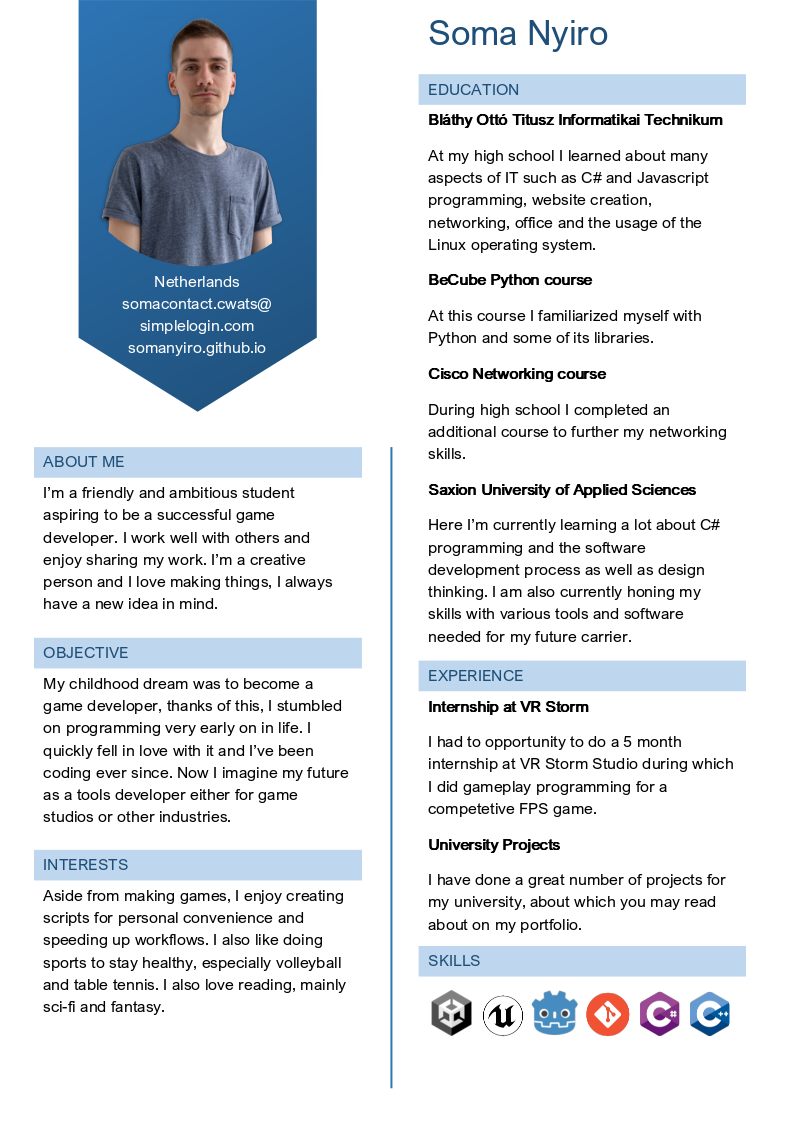 Soma Nyiro
Netherlands
somacontact.cwats@
simplelogin.com
somanyiro.github.io
ABOUT ME
I'm a friendly and ambitious student
aspiring to be a successful game
developer. I work well with others and
enjoy sharing my work. I'm a creative
person and I love making things, I always
have a new idea in mind.
OBJECTIVE
My childhood dream was to become a
game developer, thanks of this, I stumbled
on programming very early on in life. I
quickly fell in love with it and I've been
coding ever since. Now I imagine my future
as a tools developer either for game
studios or other industries.
INTERESTS
Aside from making games, I enjoy creating
scripts for personal convenience and
speeding up workflows. I also like doing
sports to stay healthy, especially volleyball
and table tennis. I also love reading, mainly
sci-fi and fantasy.
EDUCATION
Bláthy Ottó Titusz Informatikai Technikum
At my high school I learned about many
aspects of IT such as C# and Javascript
programming, website creation,
networking, office and the usage of the
Linux operating system.
BeCube Python course
At this course I familiarized myself with
Python and some of its libraries.
Cisco Networking course
During high school I completed an
additional course to further my networking
skills.
Saxion University of Applied Sciences
Here I'm currently learning a lot about C#
programming and the software
development process as well as design
thinking. I am also currently honing my
skills with various tools and software
needed for my future carrier.
EXPERIENCE
Internship at VR Storm
I had to opportunity to do a 5 month
internship at VR Storm Studio during which
I did gameplay programming for a
competetive FPS game.
University Projects
I have done a great number of projects for
my university, about which you may read
about on my portfolio.
SKILLS
C# C++